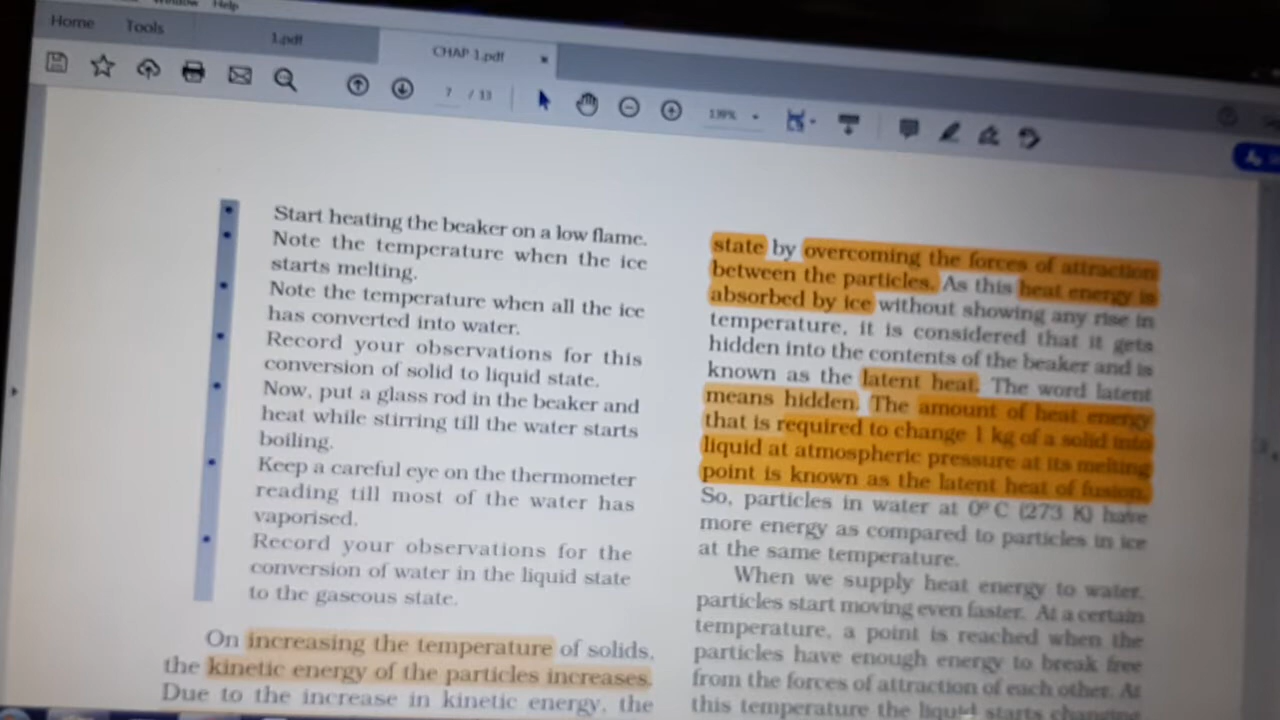 Window Help
Home
Tools
1.pdf
CHAP 1.pdf
7 / 13
Start heating the beaker on a low flame.
Note the temperature when the ice
starts melting.
Note the temperature when all the ice
has converted into water.
Record your observations for this
conversion of solid to liquid state.
Now, put a glass rod in the beaker and
heat while stirring till the water starts
boiling.
Keep a careful eye on the thermometer
reading till most of the water has
vaporised.
Record your observations for the
conversion of water in the liquid state
to the gaseous state.
On increasing the temperature of solids,
the kinetic energy of the particles increases.
Due to the increase in kinetic energy, the
state by overcoming the forces of attraction
between the particles. As this heat energy is
absorbed by ice without showing any rise in
temperature, it is considered that it gets
hidden into the contents of the beaker and is
known as the latent heat. The word latent
means hidden. The amount of heat energy
that is required to change 1 kg of a solid into
liquid at atmospheric pressure at its melting
point is known as the latent heat of fusion.
So, particles in water at 0° C (273 K) have
more energy as compared to particles in ice
at the same temperature.
When we supply heat energy to water,
particles start moving even faster. At a certain
temperature, a point is reached when the
particles have enough energy to break free
from the forces of attraction of each other. At
this temperature the liquid starts changing